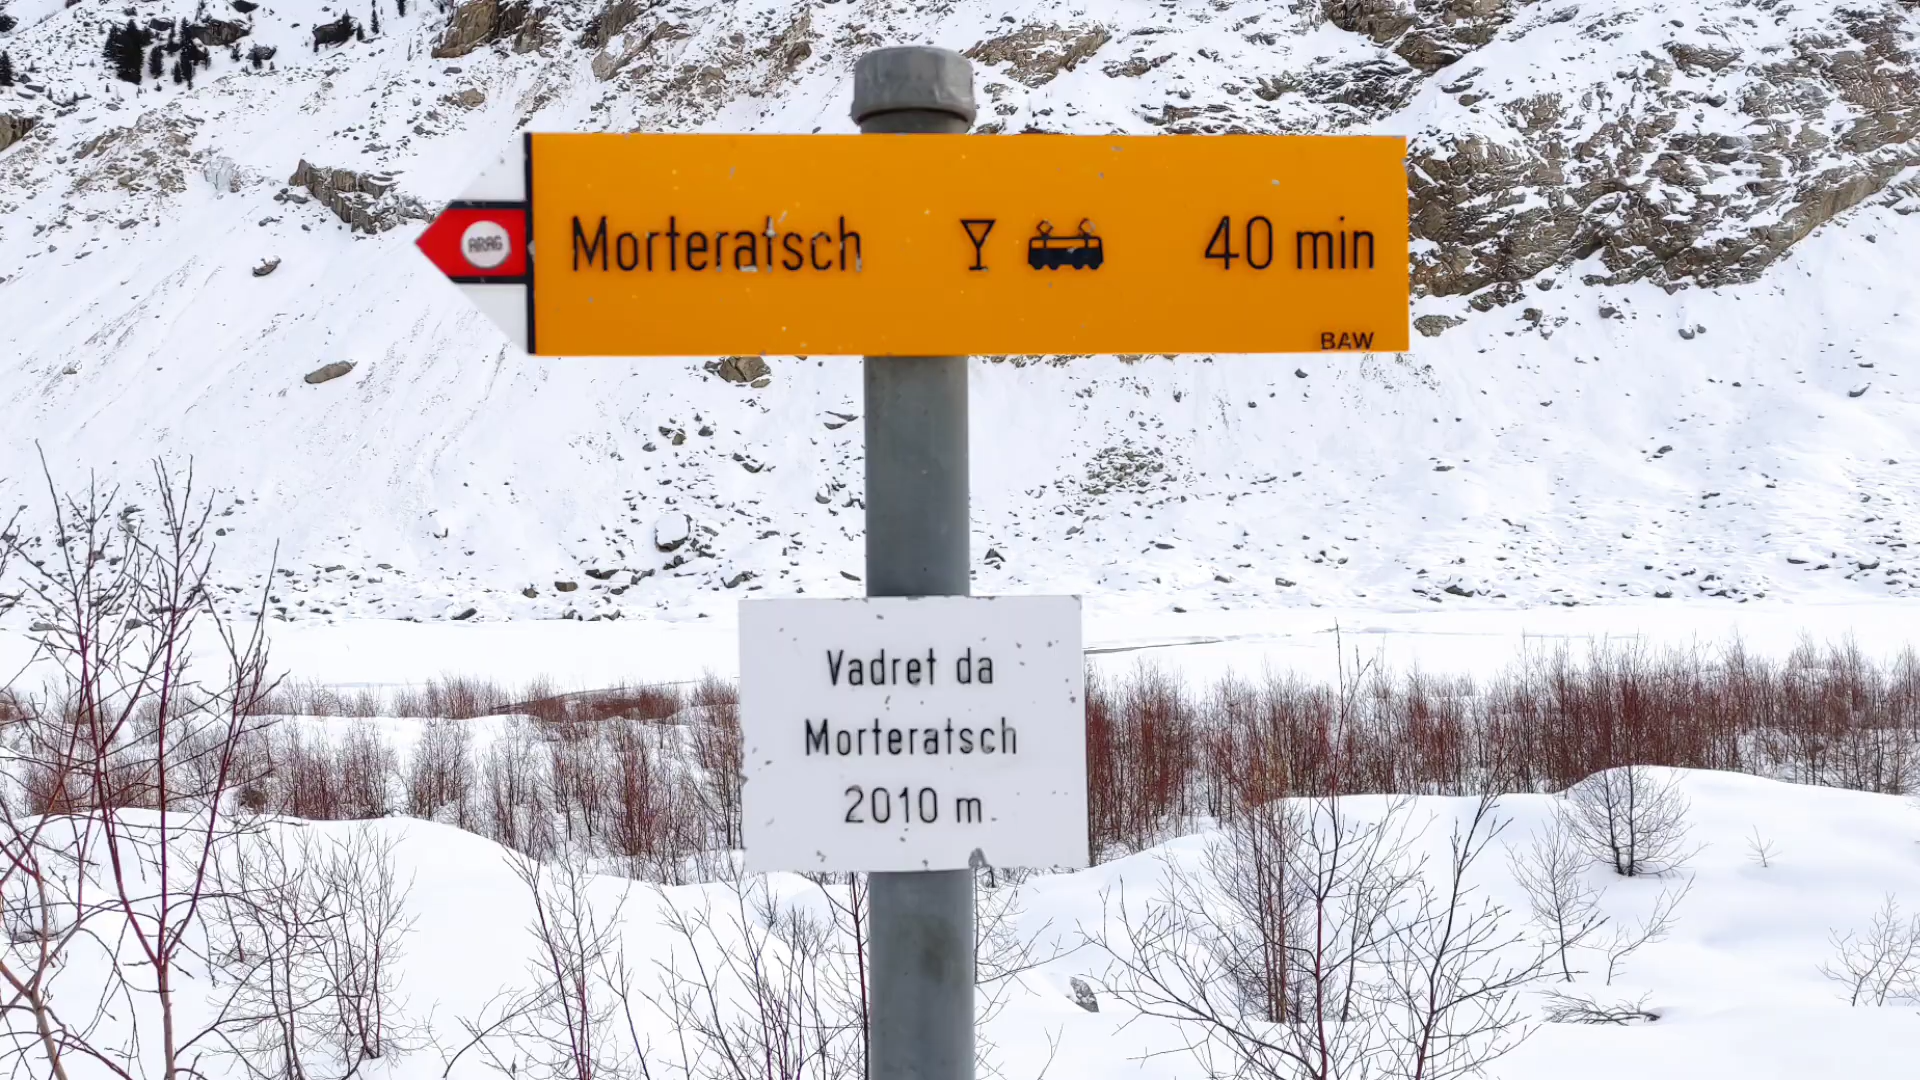 Morteratsch 40 min
BAW
Vadret da
Morteratsch
2010 m